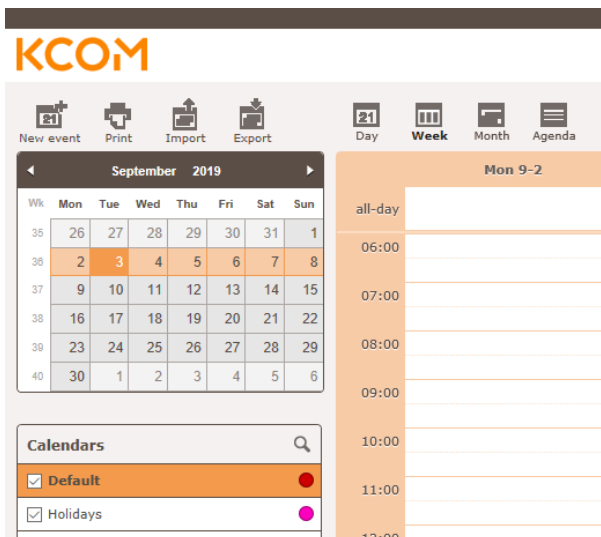 KCOM
New event Print Import Export Day Week Month Agenda
September 2019
Wk Mon Tue Wed Thu Fri Sat Sun
35 26 27 28 29 30 31 1
36 2 3 4 5 6 7 8
37 9 10 11 12 13 14 15
38 16 17 18 19 20 21 22
39 23 24 25 26 27 28 29
40 30 1 2 3 4 5 6
Calendars
Default
Holidays
Mon 9-2
all-day
06:00
07:00
08:00
09:00
10:00
11:00
12:00